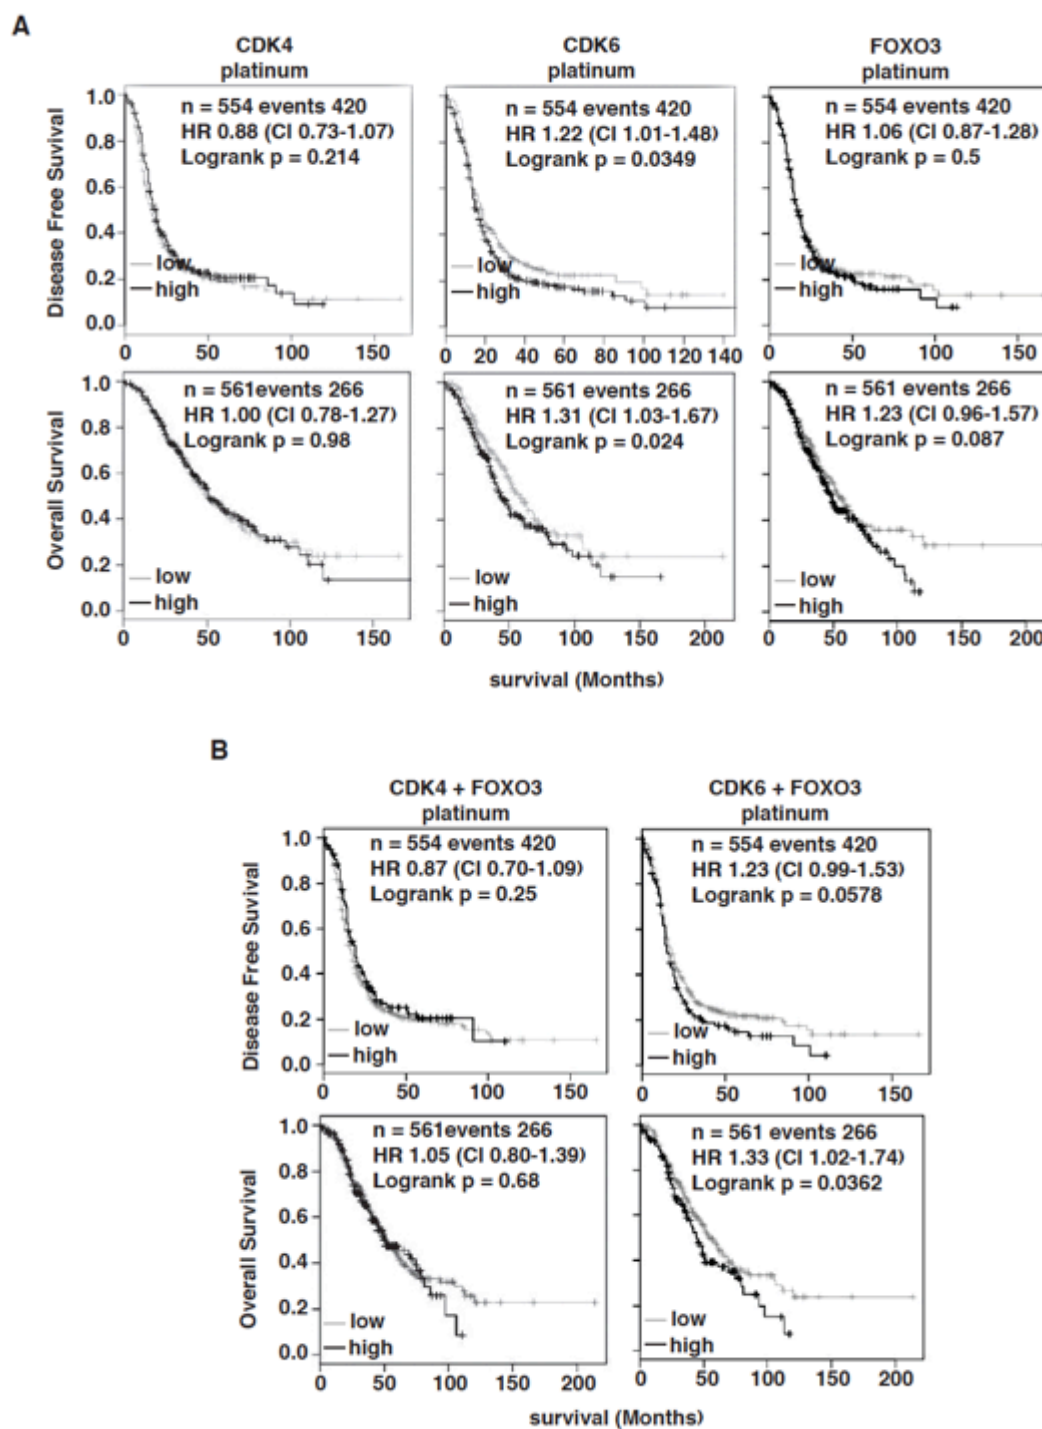 A
CDK4
platinum
CDK6
platinum
FOXO3
platinum
Disease Free Suvival
1.0
0.8
0.6
0.4
0.2
0.0
n = 554 events 420
HR 0.88 (CI 0.73-1.07)
Logrank p = 0.214
low
high
0 50 100 150
n = 554 events 420
HR 1.22 (CI 1.01-1.48)
Logrank p = 0.0349
low
high
0 20 40 60 80 100 120 140
n = 554 events 420
HR 1.06 (CI 0.87-1.28)
Logrank p = 0.5
low
high
0 50 100 150
Overall Survival
1.0
0.8
0.6
0.4
0.2
0.0
n = 561events 266
HR 1.00 (CI 0.78-1.27)
Logrank p = 0.98
low
high
0 50 100 150
n = 561 events 266
HR 1.31 (CI 1.03-1.67)
Logrank p = 0.024
low
high
0 50 100 150 200
n = 561 events 266
HR 1.23 (CI 0.96-1.57)
Logrank p = 0.087
low
high
0 50 100 150 200
survival (Months)
B
CDK4 + FOXO3
platinum
CDK6 + FOXO3
platinum
Disease Free Suvival
1.0
0.8
0.6
0.4
0.2
0.0
n = 554 events 420
HR 0.87 (CI 0.70-1.09)
Logrank p = 0.25
low
high
0 50 100 150
n = 554 events 420
HR 1.23 (CI 0.99-1.53)
Logrank p = 0.0578
low
high
0 50 100 150
Overall Survival
1.0
0.8
0.6
0.4
0.2
0.0
n = 561events 266
HR 1.05 (CI 0.80-1.39)
Logrank p = 0.68
low
high
0 50 100 150 200
n = 561 events 266
HR 1.33 (CI 1.02-1.74)
Logrank p = 0.0362
low
high
0 50 100 150 200
survival (Months)